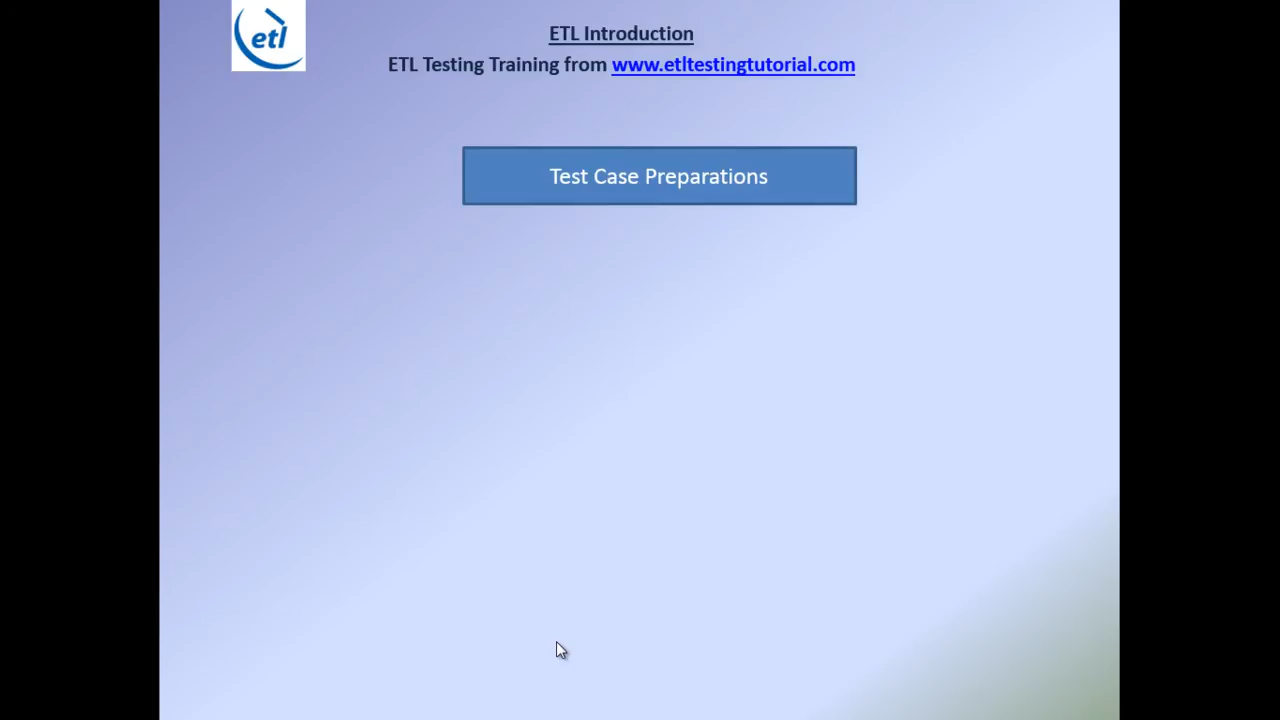 etl
ETL Introduction
ETL Testing Training from www.etltestingtutorial.com
Test Case Preparations